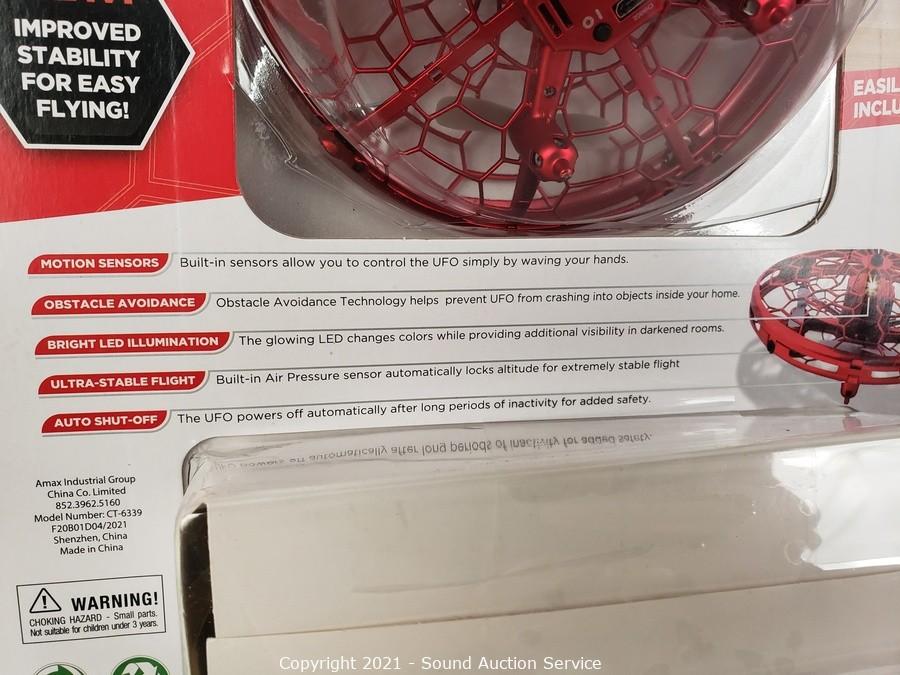 IMPROVED
STABILITY
FOR EASY
FLYING!
EASIL
INCLU
MOTION SENSORS Built-in sensors allow you to control the UFO simply by waving your hands.
OBSTACLE AVOIDANCE Obstacle Avoidance Technology helps prevent UFO from crashing into objects inside your home.
BRIGHT LED ILLUMINATION The glowing LED changes colors while providing additional visibility in darkened rooms.
ULTRA-STABLE FLIGHT Built-in Air Pressure sensor automatically locks altitude for extremely stable flight
AUTO SHUT-OFF The UFO powers off automatically after long periods of inactivity for added safety.
Amax Industrial Group
China Co. Limited
852.3962.5160
Model Number: CT-6339
F20B01D04/2021
Shenzhen, China
Made in China
WARNING!
CHOKING HAZARD - Small parts.
Not suitable for children under 3 years.
Copyright 2021 - Sound Auction Service